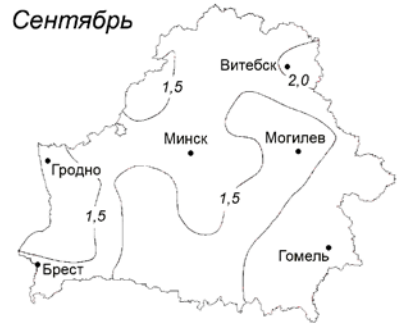 Сентябрь
Витебск
2,0
1,5
Минск
Могилев
Гродно
1,5
1,5
Гомель
Брест